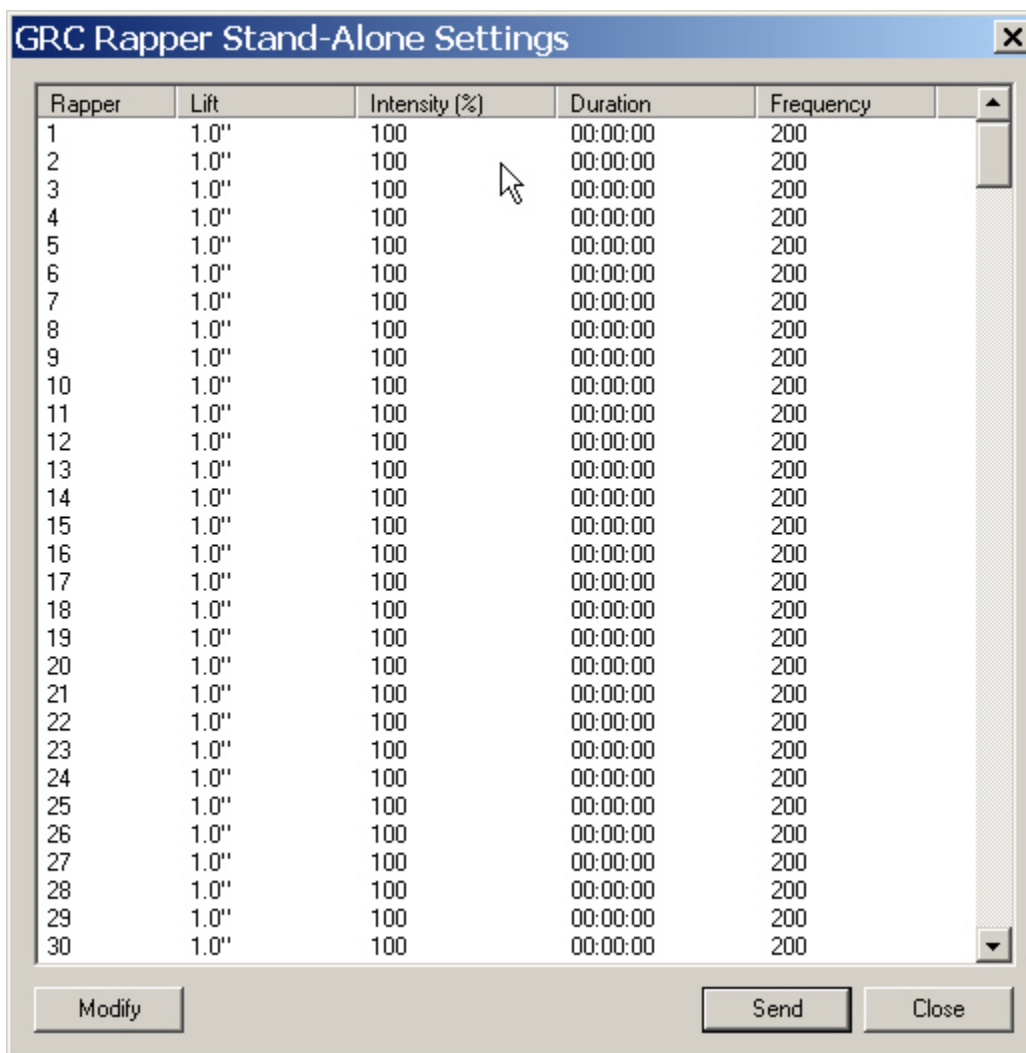 GRC Rapper Stand-Alone Settings
Rapper Lift Intensity (%) Duration Frequency
1 1.0" 100 00:00:00 200
2 1.0" 100 00:00:00 200
3 1.0" 100 00:00:00 200
4 1.0" 100 00:00:00 200
5 1.0" 100 00:00:00 200
6 1.0" 100 00:00:00 200
7 1.0" 100 00:00:00 200
8 1.0" 100 00:00:00 200
9 1.0" 100 00:00:00 200
10 1.0" 100 00:00:00 200
11 1.0" 100 00:00:00 200
12 1.0" 100 00:00:00 200
13 1.0" 100 00:00:00 200
14 1.0" 100 00:00:00 200
15 1.0" 100 00:00:00 200
16 1.0" 100 00:00:00 200
17 1.0" 100 00:00:00 200
18 1.0" 100 00:00:00 200
19 1.0" 100 00:00:00 200
20 1.0" 100 00:00:00 200
21 1.0" 100 00:00:00 200
22 1.0" 100 00:00:00 200
23 1.0" 100 00:00:00 200
24 1.0" 100 00:00:00 200
25 1.0" 100 00:00:00 200
26 1.0" 100 00:00:00 200
27 1.0" 100 00:00:00 200
28 1.0" 100 00:00:00 200
29 1.0" 100 00:00:00 200
30 1.0" 100 00:00:00 200
Modify Send Close